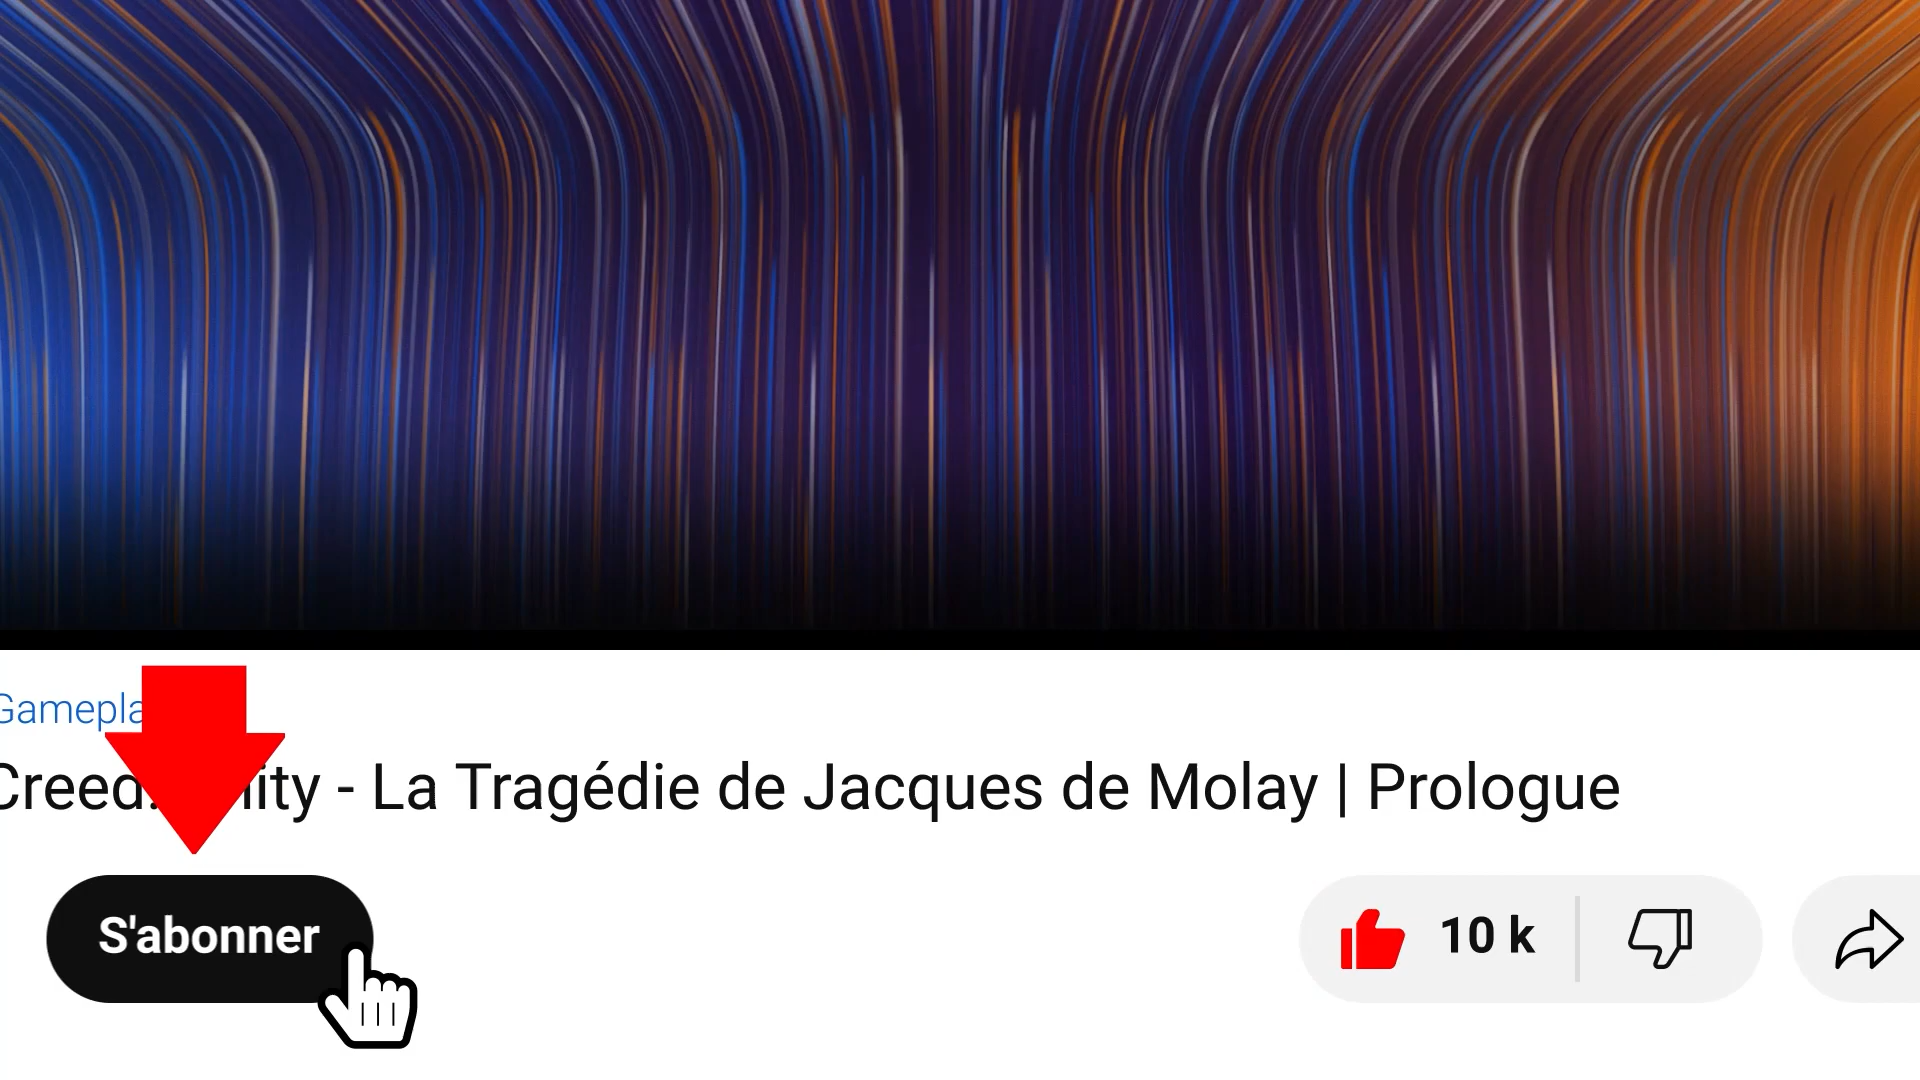 Gamepla
Creed: ity - La Tragédie de Jacques de Molay | Prologue
S'abonner
10 k